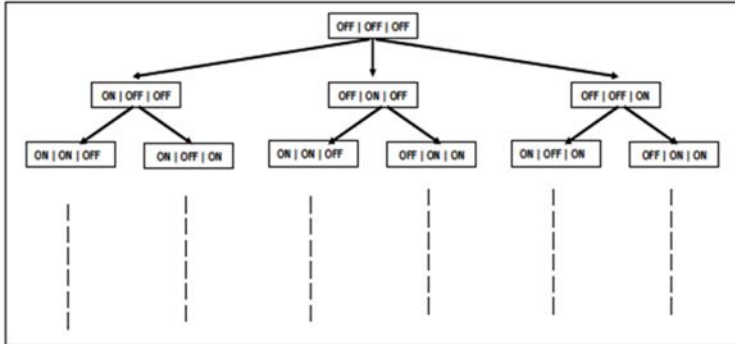 OFF | OFF | OFF
ON | OFF | OFF
OFF | ON | OFF
OFF | OFF | ON
ON | ON | OFF
ON | OFF | ON
ON | ON | OFF
OFF | ON | ON
ON | OFF | ON
OFF | ON | ON